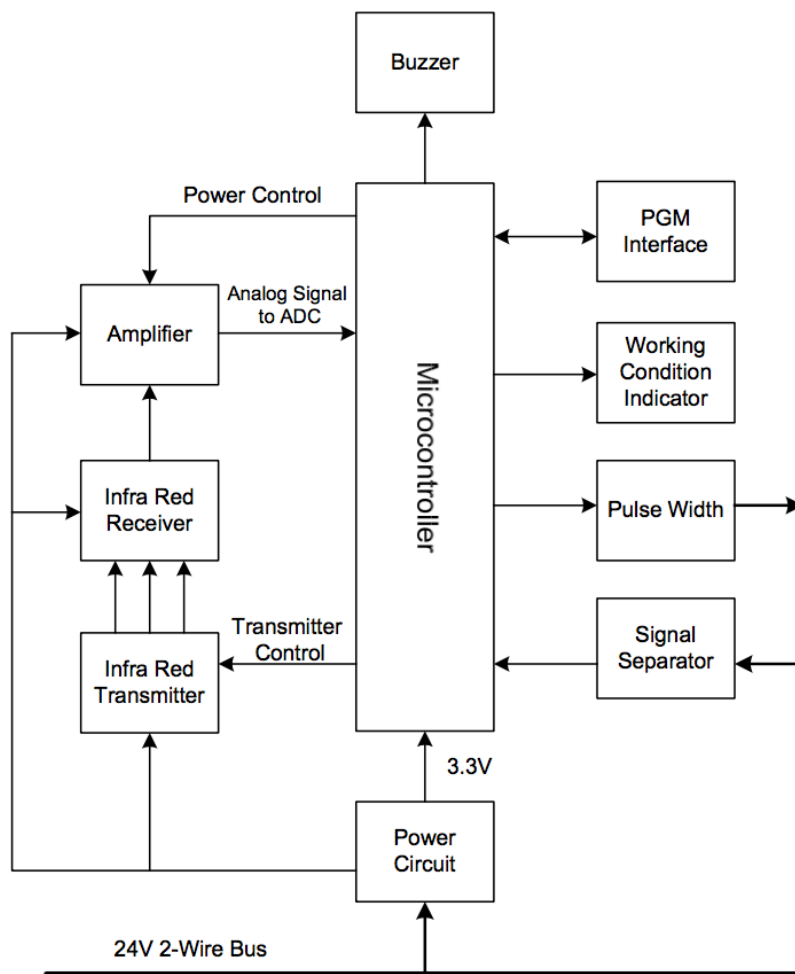 Buzzer
Power Control
PGM
Interface
Analog Signal
to ADC
Amplifier
Working
Condition
Indicator
Microcontroller
Infra Red
Receiver
Pulse Width
Transmitter
Control
Signal
Separator
Infra Red
Transmitter
3.3V
Power
Circuit
24V 2-Wire Bus